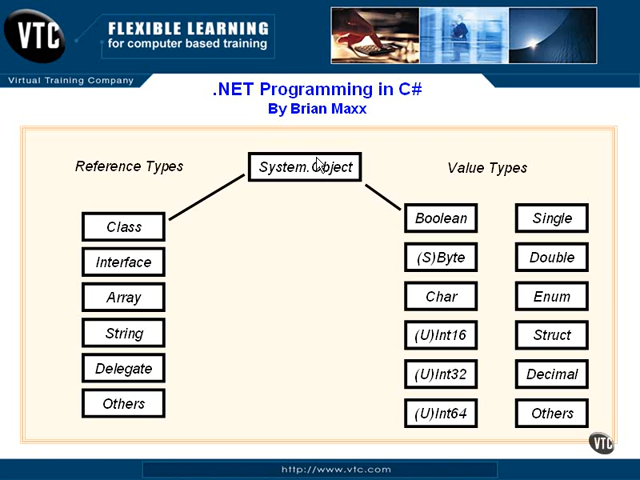 VTC
FLEXIBLE LEARNING
for computer based training
Virtual Training Company
.NET Programming in C#
By Brian Maxx
Reference Types
System.Object
Value Types
Class
Interface
Array
String
Delegate
Others
Boolean
Single
(S)Byte
Double
Char
Enum
(U)Int16
Struct
(U)Int32
Decimal
(U)Int64
Others
VTC
http://www.vtc.com